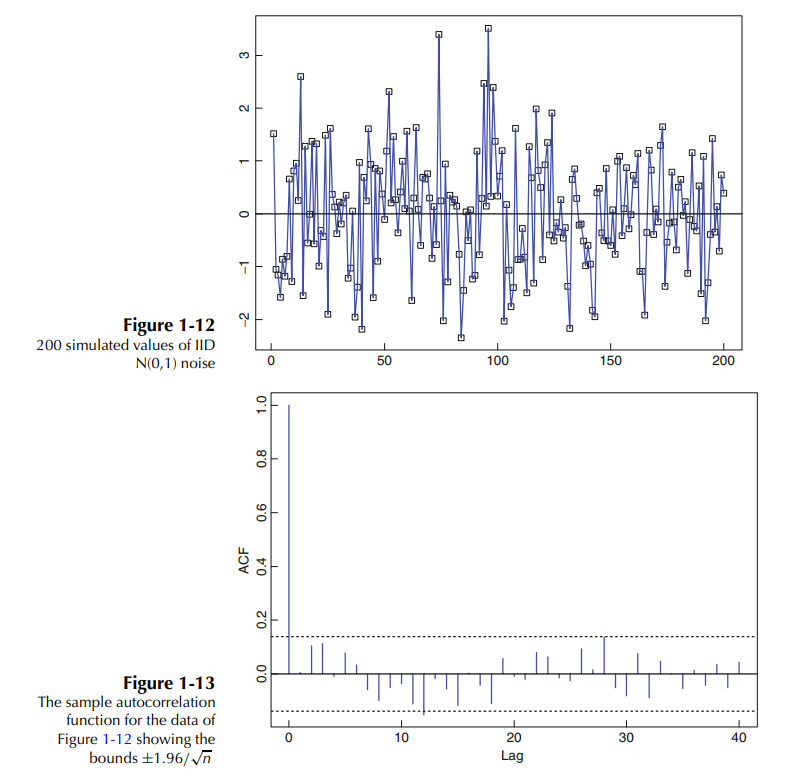 3
2
1
0
−1
−2
0 50 100 150 200
Figure 1-12
200 simulated values of IID
N(0,1) noise
1.0
0.8
0.6
0.4
0.2
0.0
ACF
0 10 20 30 40
Lag
Figure 1-13
The sample autocorrelation
function for the data of
Figure 1-12 showing the
bounds ±1.96/√n